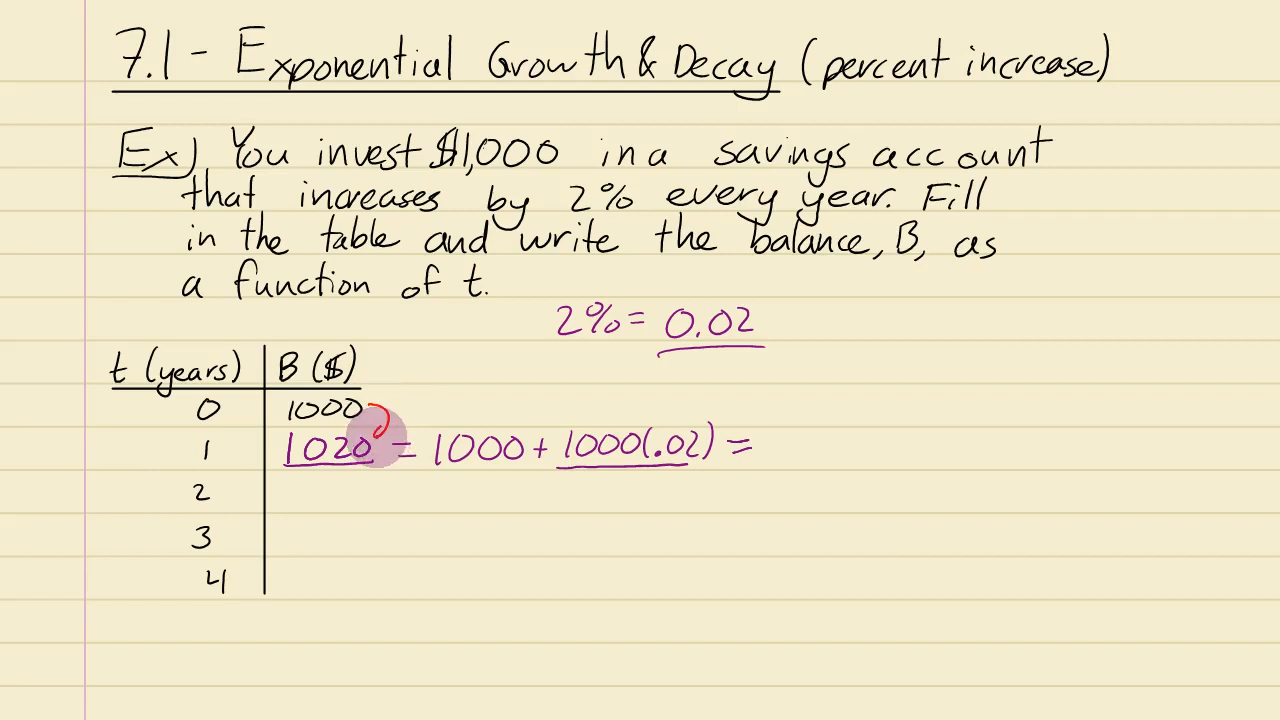 7.1 - Exponential Growth & Decay (percent increase)
Ex) You invest $1,000 in a savings account
that increases by 2% every year. Fill
in the table and write the balance, B, as
a function of t.
2% = 0.02
t (years) B ($)
0 1000
1 1020 = 1000 + 1000(.02) =
2
3
4